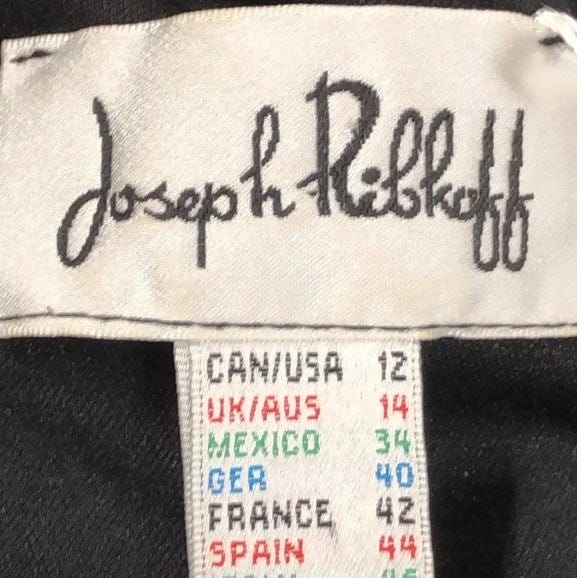 Joseph Ribkoff
CAN/USA 12
UK/AUS 14
MEXICO 34
GER 40
FRANCE 42
SPAIN 44